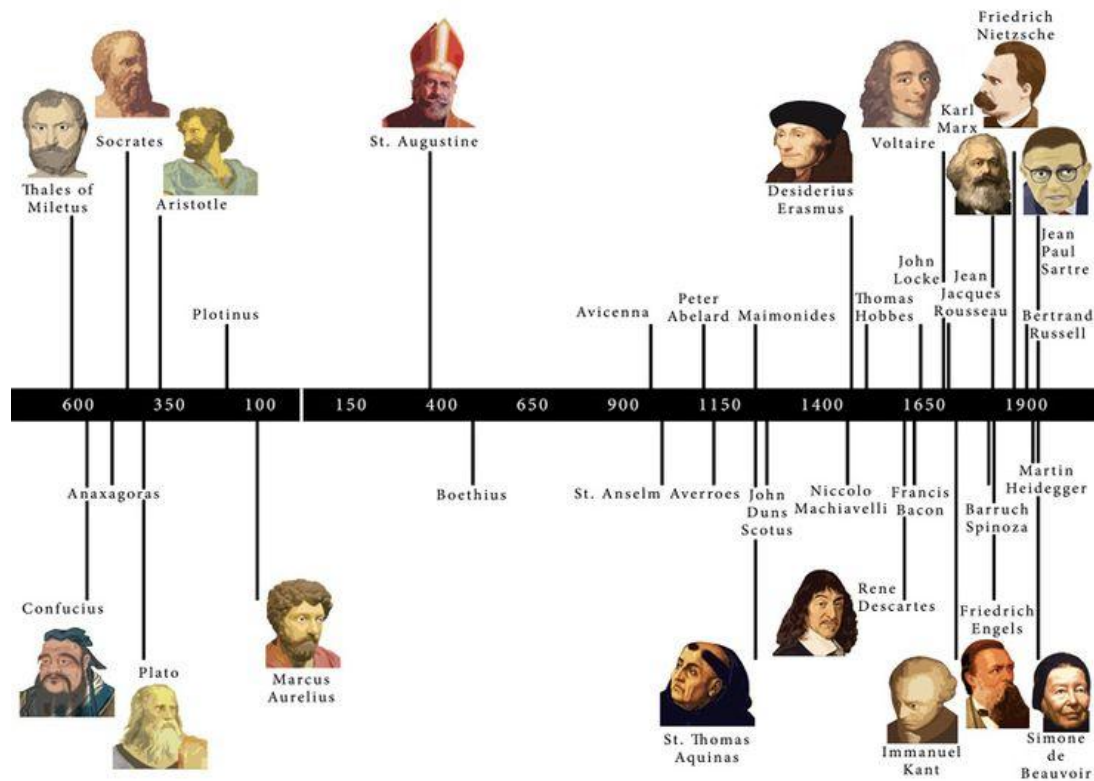 Friedrich
Nietzsche
Karl
Marx
Socrates
St. Augustine
Voltaire
Thales of
Miletus
Aristotle
Desiderius
Erasmus
Jean
Paul
Sartre
John
Locke
Jean
Jacques
Rousseau
Plotinus
Avicenna
Peter
Abelard
Maimonides
Thomas
Hobbes
Bertrand
Russell
600 350 100 150 400 650 900 1150 1400 1650 1900
Anaxagoras
Boethius
St. Anselm
Averroes
John
Duns
Scotus
Niccolo
Machiavelli
Francis
Bacon
Martin
Heidegger
Barruch
Spinoza
Confucius
Rene
Descartes
Friedrich
Engels
Plato
Marcus
Aurelius
St. Thomas
Aquinas
Immanuel
Kant
Simone
de
Beauvoir